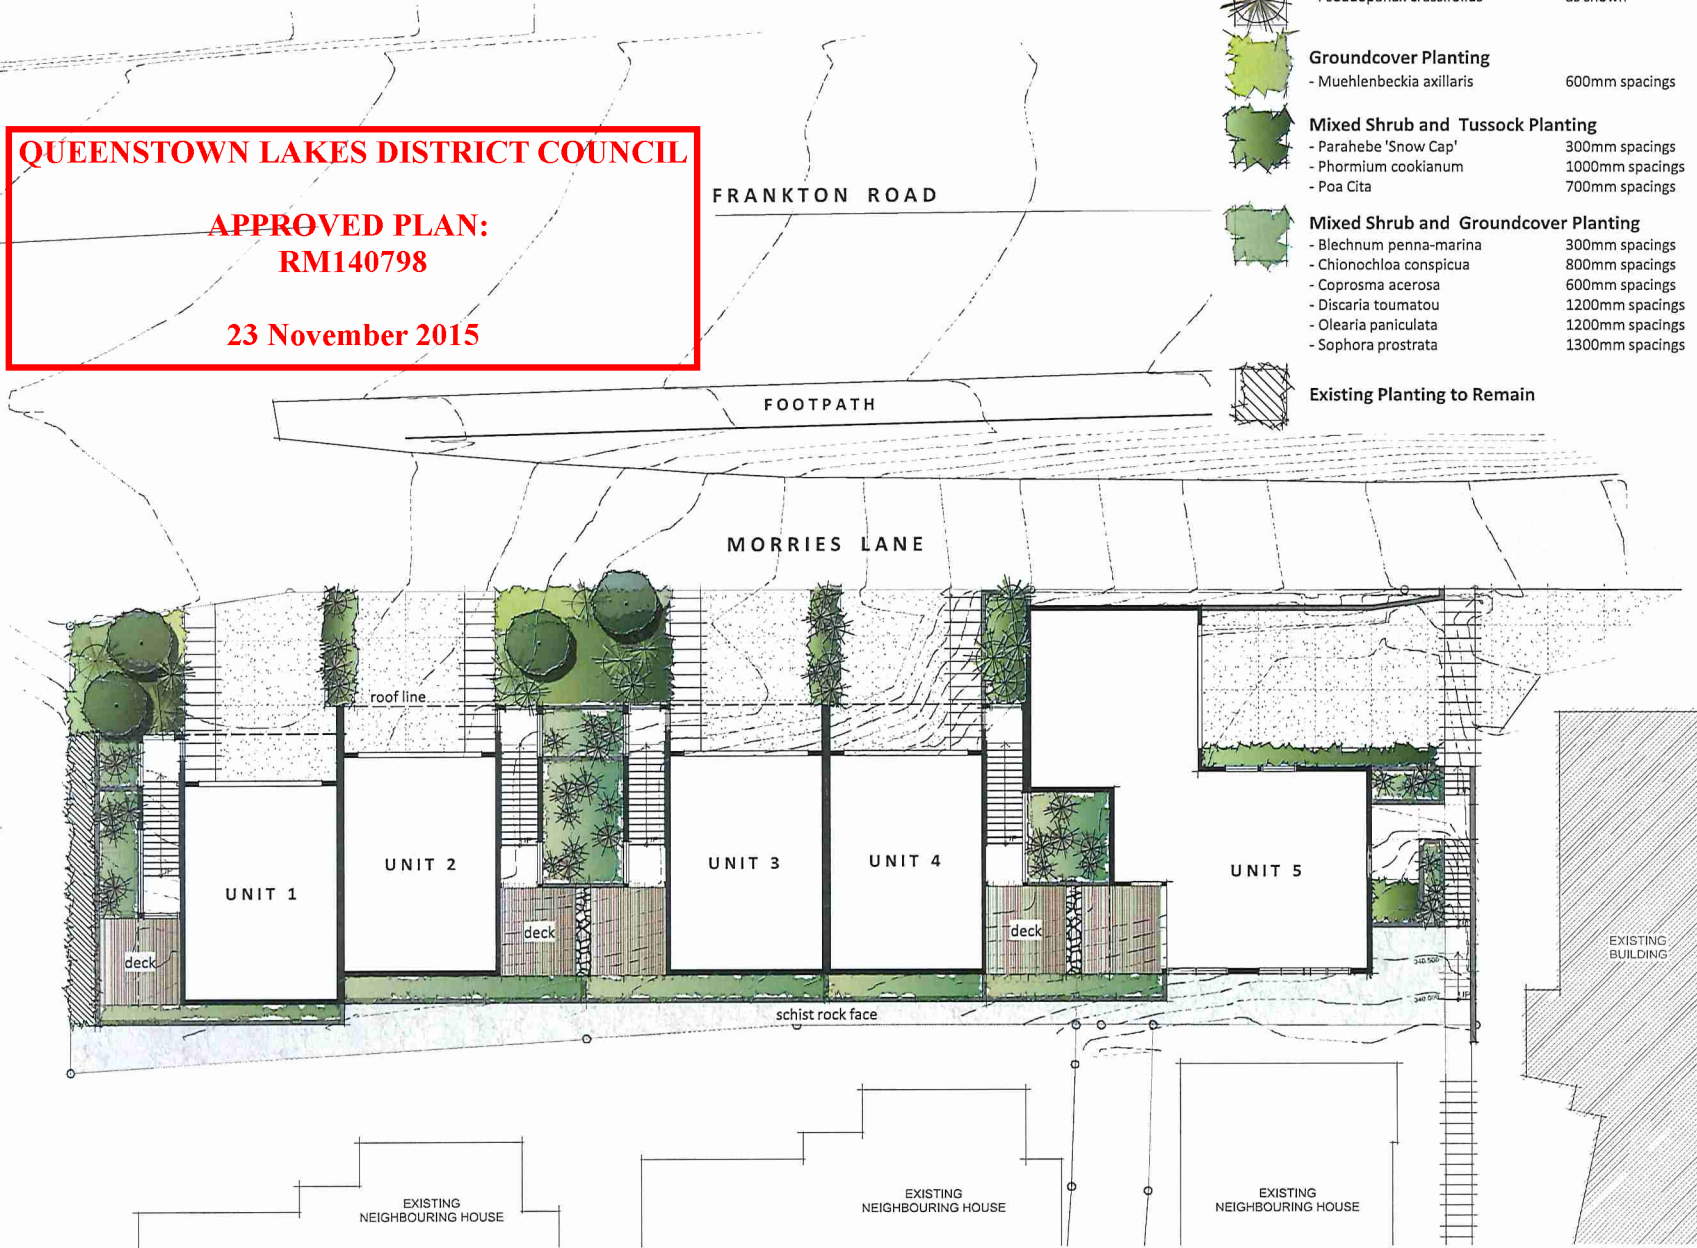 as shown
Groundcover Planting
- Muehlenbeckia axillaris 600mm spacings
Mixed Shrub and Tussock Planting
- Parahebe 'Snow Cap' 300mm spacings
- Phormium cookianum 1000mm spacings
- Poa Cita 700mm spacings
Mixed Shrub and Groundcover Planting
- Blechnum penna-marina 300mm spacings
- Chionochloa conspicua 800mm spacings
- Coprosma acerosa 600mm spacings
- Discaria toumatou 1200mm spacings
- Olearia paniculata 1200mm spacings
- Sophora prostrata 1300mm spacings
Existing Planting to Remain
QUEENSTOWN LAKES DISTRICT COUNCIL
APPROVED PLAN:
RM140798
23 November 2015
FRANKTON ROAD
FOOTPATH
MORRIES LANE
roof line
UNIT 1
UNIT 2
UNIT 3
UNIT 4
UNIT 5
deck
deck
deck
schist rock face
340.500
EXISTING
BUILDING
EXISTING
NEIGHBOURING HOUSE
EXISTING
NEIGHBOURING HOUSE
EXISTING
NEIGHBOURING HOUSE